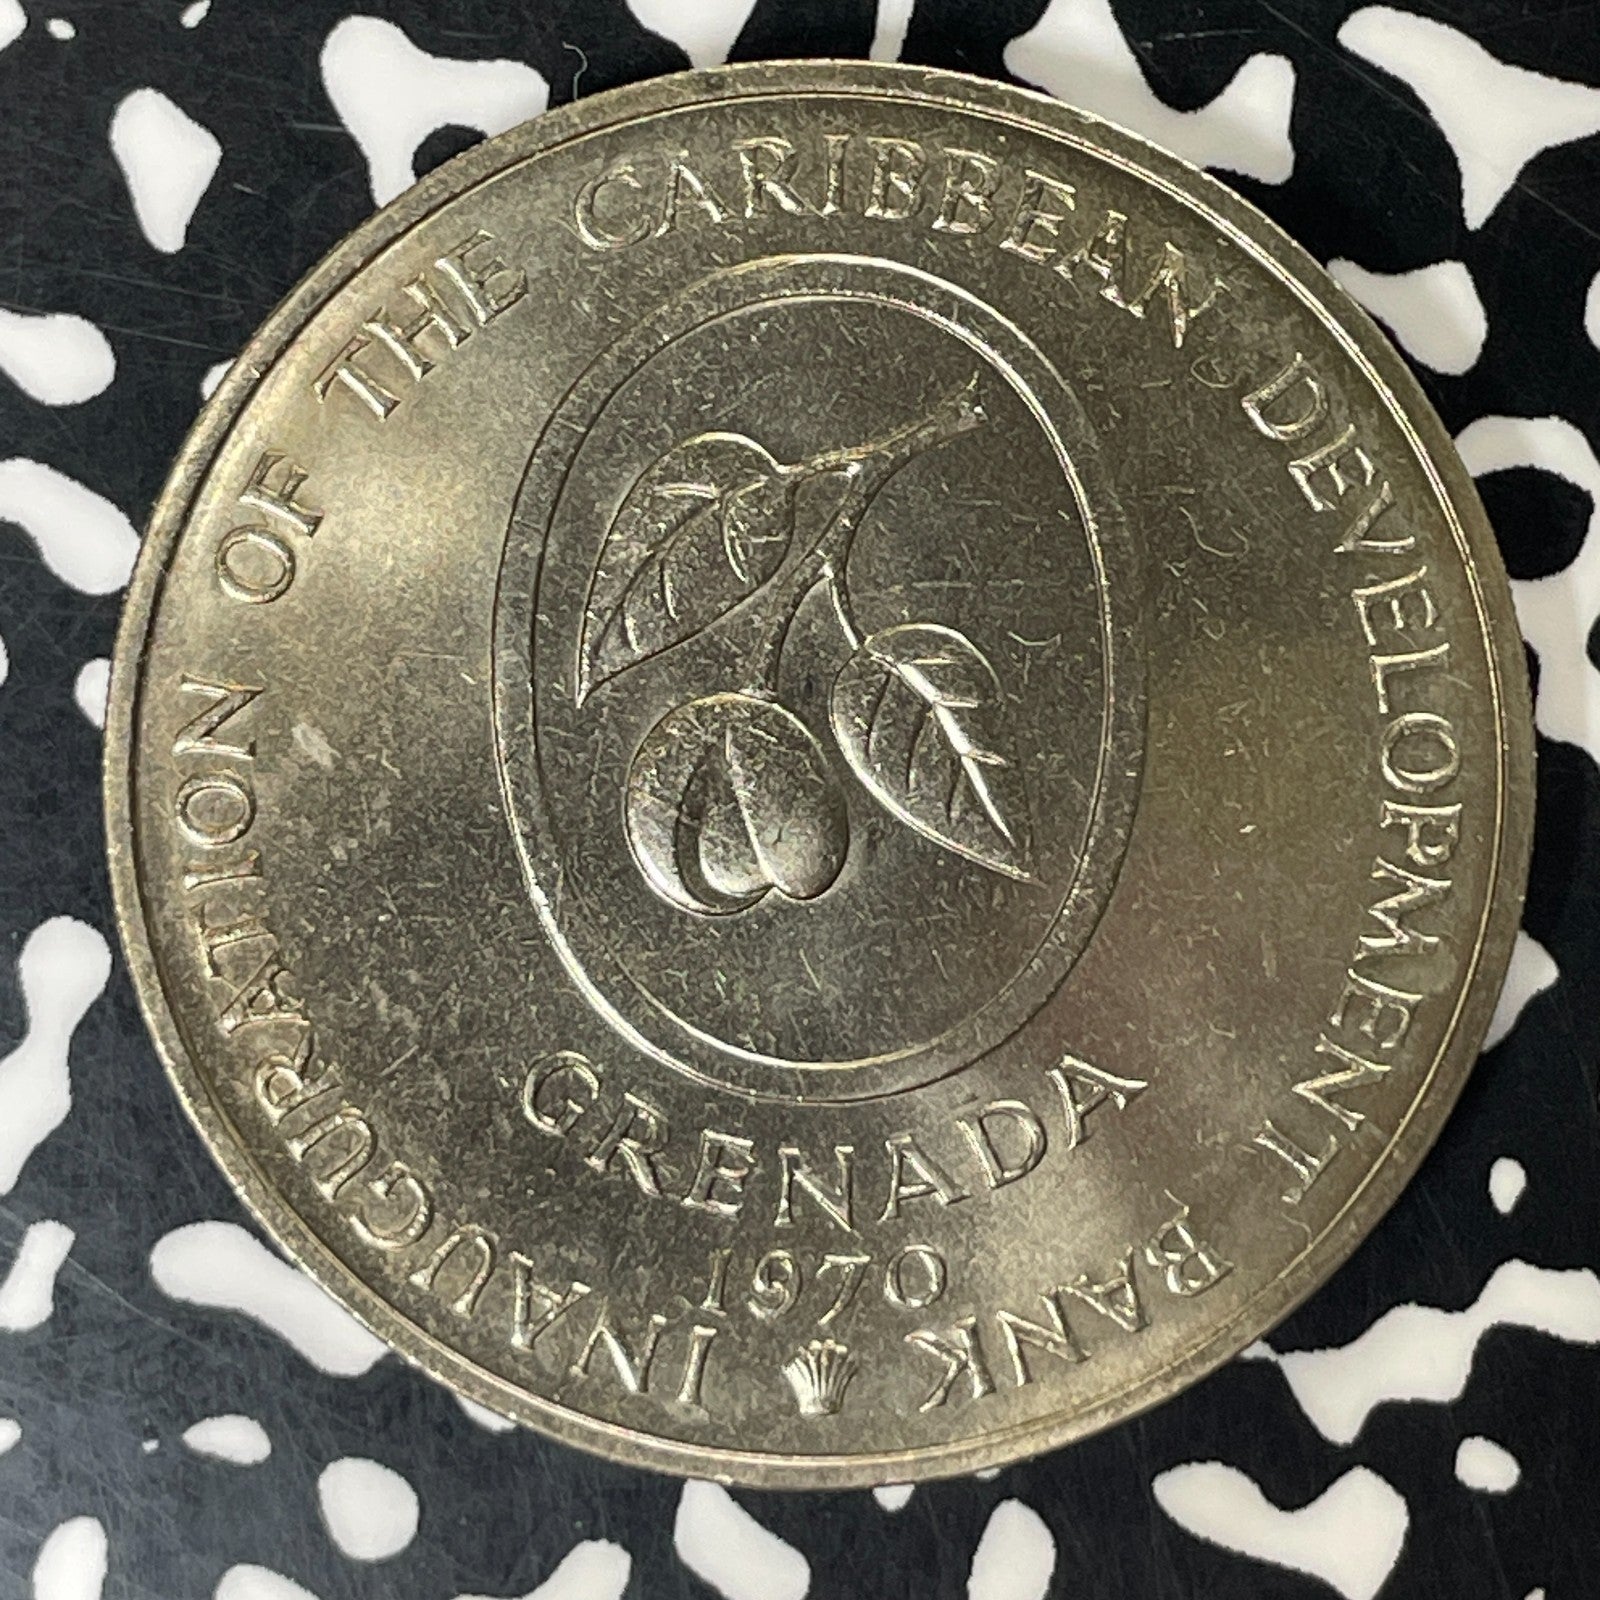 INAUGURATION OF THE CARIBBEAN DEVELOPMENT BANK
GRENADA
1970